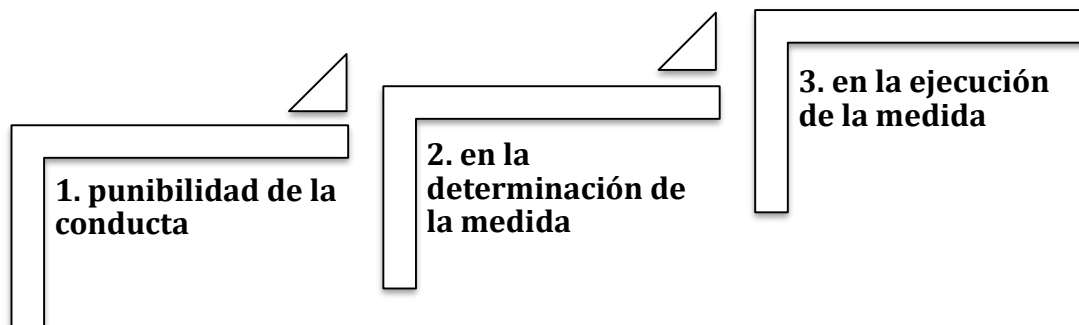 1. punibilidad de la
conducta
2. en la
determinación de
la medida
3. en la ejecución
de la medida